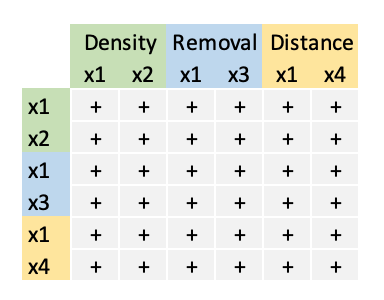 Density Removal Distance
x1 x2 x1 x3 x1 x4
x1 + + + + + +
x2 + + + + + +
x1 + + + + + +
x3 + + + + + +
x1 + + + + + +
x4 + + + + + +